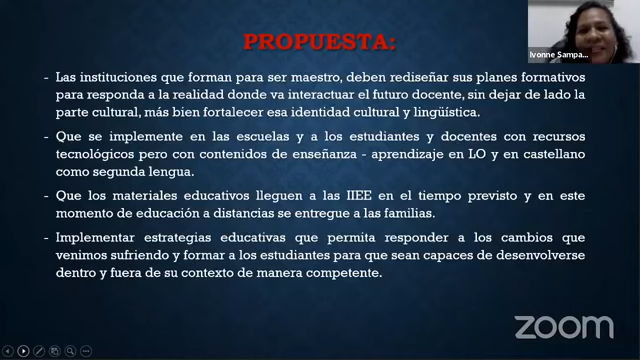 PROPUESTA:
Ivonne Sampa...
- Las instituciones que forman para ser maestro, deben rediseñar sus planes formativos
para responda a la realidad donde va interactuar el futuro docente, sin dejar de lado la
parte cultural, más bien fortalecer esa identidad cultural y lingüística.
- Que se implemente en las escuelas y a los estudiantes y docentes con recursos
tecnológicos pero con contenidos de enseñanza - aprendizaje en LO y en castellano
como segunda lengua.
- Que los materiales educativos lleguen a las IIEE en el tiempo previsto y en este
momento de educación a distancias se entregue a las familias.
- Implementar estrategias educativas que permita responder a los cambios que
venimos sufriendo y formar a los estudiantes para que sean capaces de desenvolverse
dentro y fuera de su contexto de manera competente.
zoom